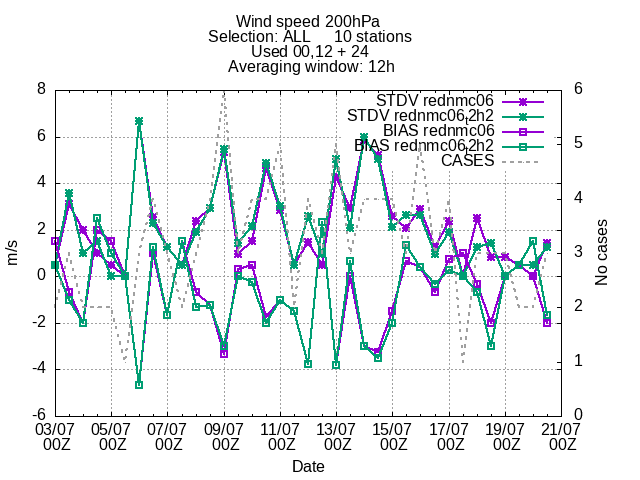 Wind speed 200hPa
Selection: ALL 10 stations
Used 00,12 + 24
Averaging window: 12h
STDV rednmc06
STDV rednmc06t2h2
BIAS rednmc06
BIAS rednmc06t2h2
CASES
m/s
No cases
8
6
4
2
0
-2
-4
-6
6
5
4
3
2
1
0
03/07 05/07 07/07 09/07 11/07 13/07 15/07 17/07 19/07 21/07
00Z 00Z 00Z 00Z 00Z 00Z 00Z 00Z 00Z 00Z
Date